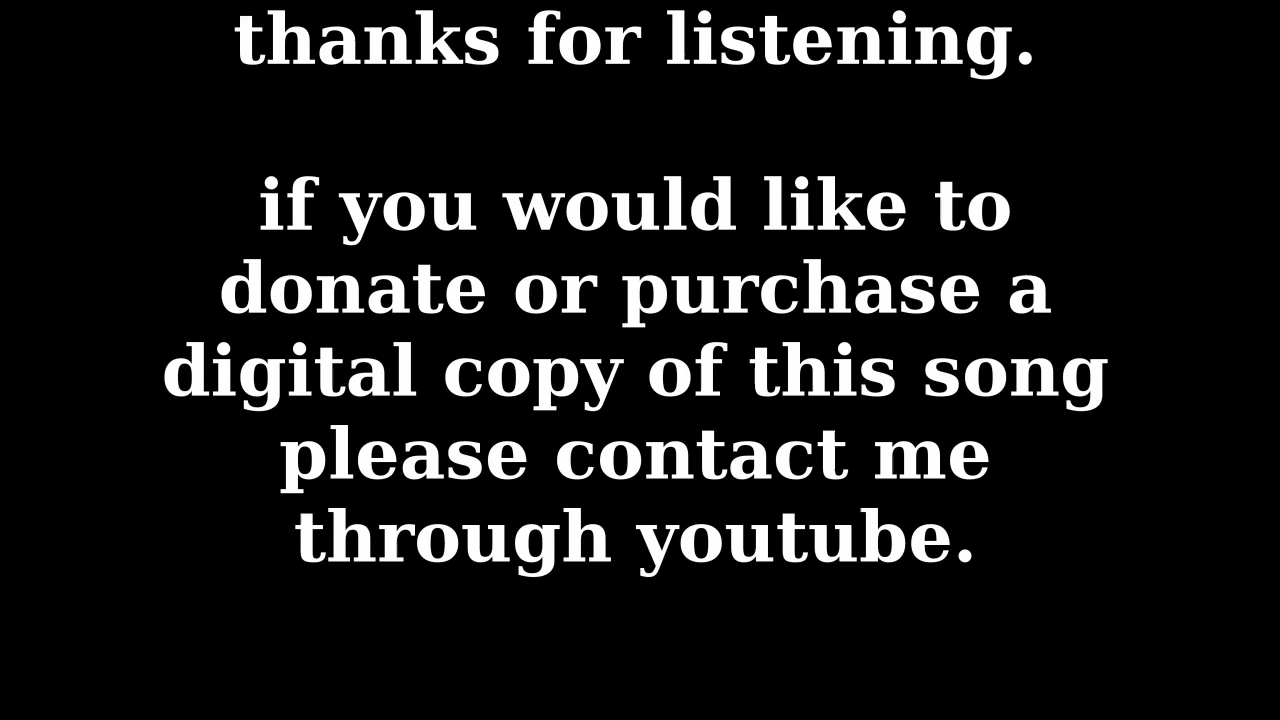 thanks for listening.
if you would like to
donate or purchase a
digital copy of this song
please contact me
through youtube.